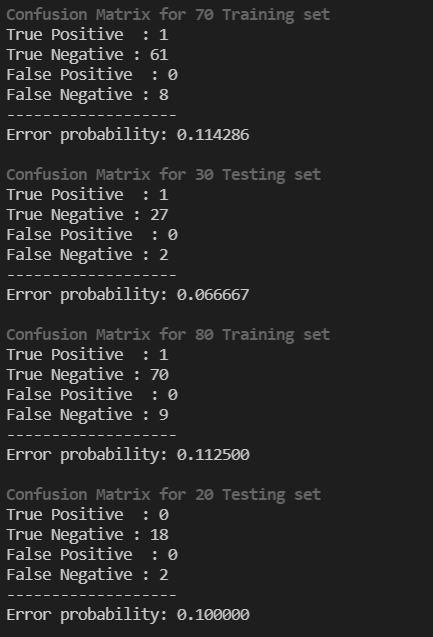 Confusion Matrix for 70 Training set
True Positive  : 1
True Negative : 61
False Positive  : 0
False Negative : 8
-------------------
Error probability: 0.114286
Confusion Matrix for 30 Testing set
True Positive  : 1
True Negative : 27
False Positive  : 0
False Negative : 2
-------------------
Error probability: 0.066667
Confusion Matrix for 80 Training set
True Positive  : 1
True Negative : 70
False Positive  : 0
False Negative : 9
-------------------
Error probability: 0.112500
Confusion Matrix for 20 Testing set
True Positive  : 0
True Negative : 18
False Positive  : 0
False Negative : 2
-------------------
Error probability: 0.100000